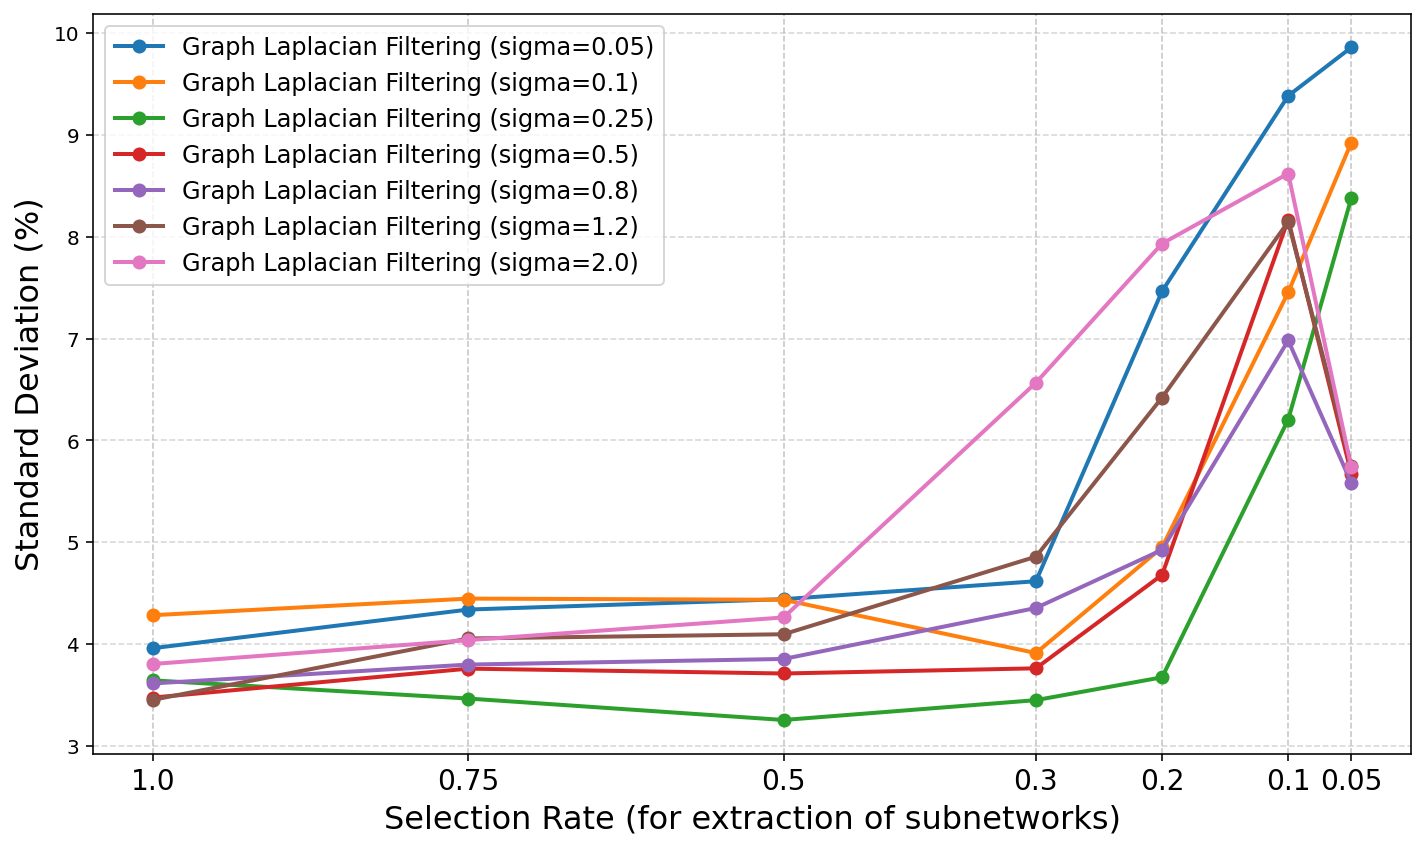 10
9
8
7
6
5
4
3
Standard Deviation (%)
Graph Laplacian Filtering (sigma=0.05)
Graph Laplacian Filtering (sigma=0.1)
Graph Laplacian Filtering (sigma=0.25)
Graph Laplacian Filtering (sigma=0.5)
Graph Laplacian Filtering (sigma=0.8)
Graph Laplacian Filtering (sigma=1.2)
Graph Laplacian Filtering (sigma=2.0)
1.0 0.75 0.5 0.3 0.2 0.1 0.05
Selection Rate (for extraction of subnetworks)